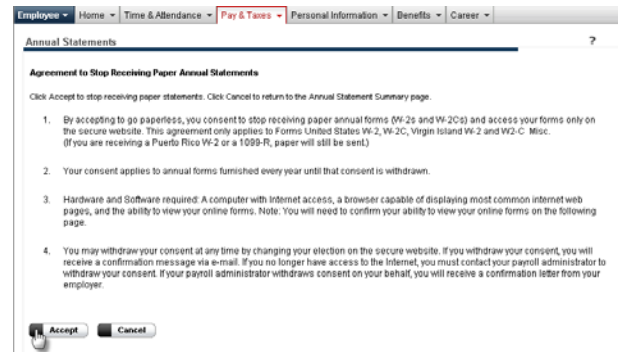 Employee Home Time & Attendance Pay & Taxes Personal Information Benefits Career
Annual Statements ?
Agreement to Stop Receiving Paper Annual Statements
Click Accept to stop receiving paper statements. Click Cancel to return to the Annual Statement Summary page.
1. By accepting to go paperless, you consent to stop receiving paper annual forms (W-2s and W-2Cs) and access your forms only on
the secure website. This agreement only applies to Forms United States W-2, W-2C, Virgin Island W-2 and W2-C Misc.
(If you are receiving a Puerto Rico W-2 or a 1099-R, paper will still be sent.)
2. Your consent applies to annual forms furnished every year until that consent is withdrawn.
3. Hardware and Software required: A computer with Internet access, a browser capable of displaying most common internet web
pages, and the ability to view your online forms. Note: You will need to confirm your ability to view your online forms on the following
page.
4. You may withdraw your consent at any time by changing your election on the secure website. If you withdraw your consent, you will
receive a confirmation message via e-mail. If you no longer have access to the Internet, you must contact your payroll administrator to
withdraw your consent. If your payroll administrator withdraws consent on your behalf, you will receive a confirmation letter from your
employer.
Accept Cancel